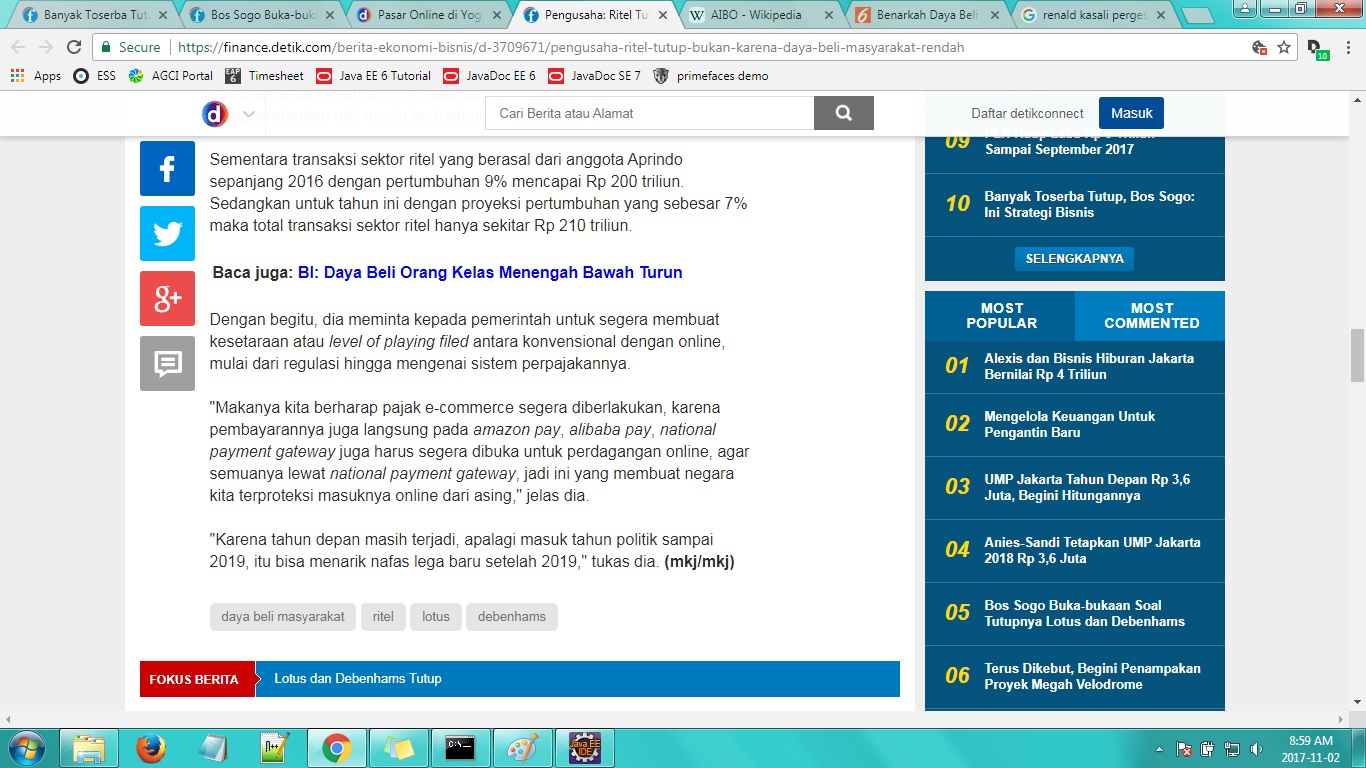 Banyak Toserba Tut
Bos Sogo Buka-buk
Pasar Online di Yog
Pengusaha: Ritel Tu
AIBO - Wikipedia
Benarkah Daya Beli
renald kasali perges
Secure
https://finance.detik.com/berita-ekonomi-bisnis/d-3709671/pengusaha-ritel-tutup-bukan-karena-daya-beli-masyarakat-rendah
10
Apps
ESS
AGCI Portal
EAP 6
Timesheet
Java EE 6 Tutorial
JavaDoc EE 6
JavaDoc SE 7
primefaces demo
d
Cari Berita atau Alamat
Daftar detikconnect
Masuk
Sementara transaksi sektor ritel yang berasal dari anggota Aprindo
sepanjang 2016 dengan pertumbuhan 9% mencapai Rp 200 triliun.
Sedangkan untuk tahun ini dengan proyeksi pertumbuhan yang sebesar 7%
maka total transaksi sektor ritel hanya sekitar Rp 210 triliun.
Baca juga: BI: Daya Beli Orang Kelas Menengah Bawah Turun
Dengan begitu, dia meminta kepada pemerintah untuk segera membuat
kesetaraan atau level of playing filed antara konvensional dengan online,
mulai dari regulasi hingga mengenai sistem perpajakannya.
"Makanya kita berharap pajak e-commerce segera diberlakukan, karena
pembayarannya juga langsung pada amazon pay, alibaba pay, national
payment gateway juga harus segera dibuka untuk perdagangan online, agar
semuanya lewat national payment gateway, jadi ini yang membuat negara
kita terproteksi masuknya online dari asing," jelas dia.
"Karena tahun depan masih terjadi, apalagi masuk tahun politik sampai
2019, itu bisa menarik nafas lega baru setelah 2019," tukas dia. (mkj/mkj)
daya beli masyarakat
ritel
lotus
debenhams
FOKUS BERITA
Lotus dan Debenhams Tutup
09
Sampai September 2017
10
Banyak Toserba Tutup, Bos Sogo:
Ini Strategi Bisnis
SELENGKAPNYA
MOST
POPULAR
MOST
COMMENTED
01
Alexis dan Bisnis Hiburan Jakarta
Bernilai Rp 4 Triliun
02
Mengelola Keuangan Untuk
Pengantin Baru
03
UMP Jakarta Tahun Depan Rp 3,6
Juta, Begini Hitungannya
04
Anies-Sandi Tetapkan UMP Jakarta
2018 Rp 3,6 Juta
05
Bos Sogo Buka-bukaan Soal
Tutupnya Lotus dan Debenhams
06
Terus Dikebut, Begini Penampakan
Proyek Megah Velodrome
Java EE
IDE
8:59 AM
2017-11-02